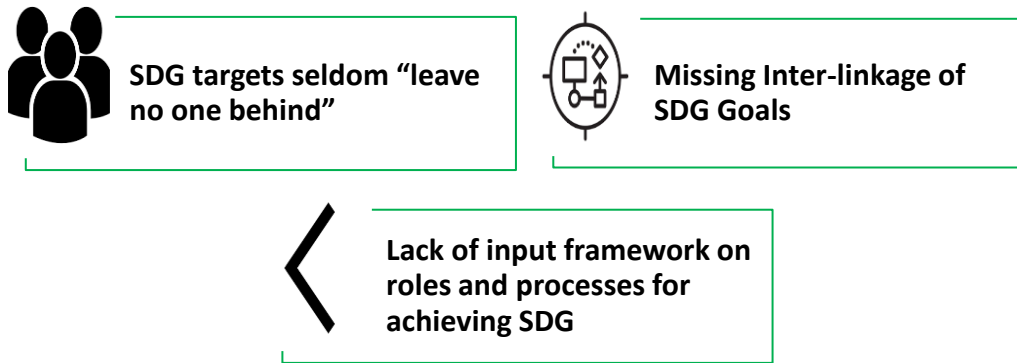 SDG targets seldom “leave
no one behind”
Missing Inter-linkage of
SDG Goals
Lack of input framework on
roles and processes for
achieving SDG